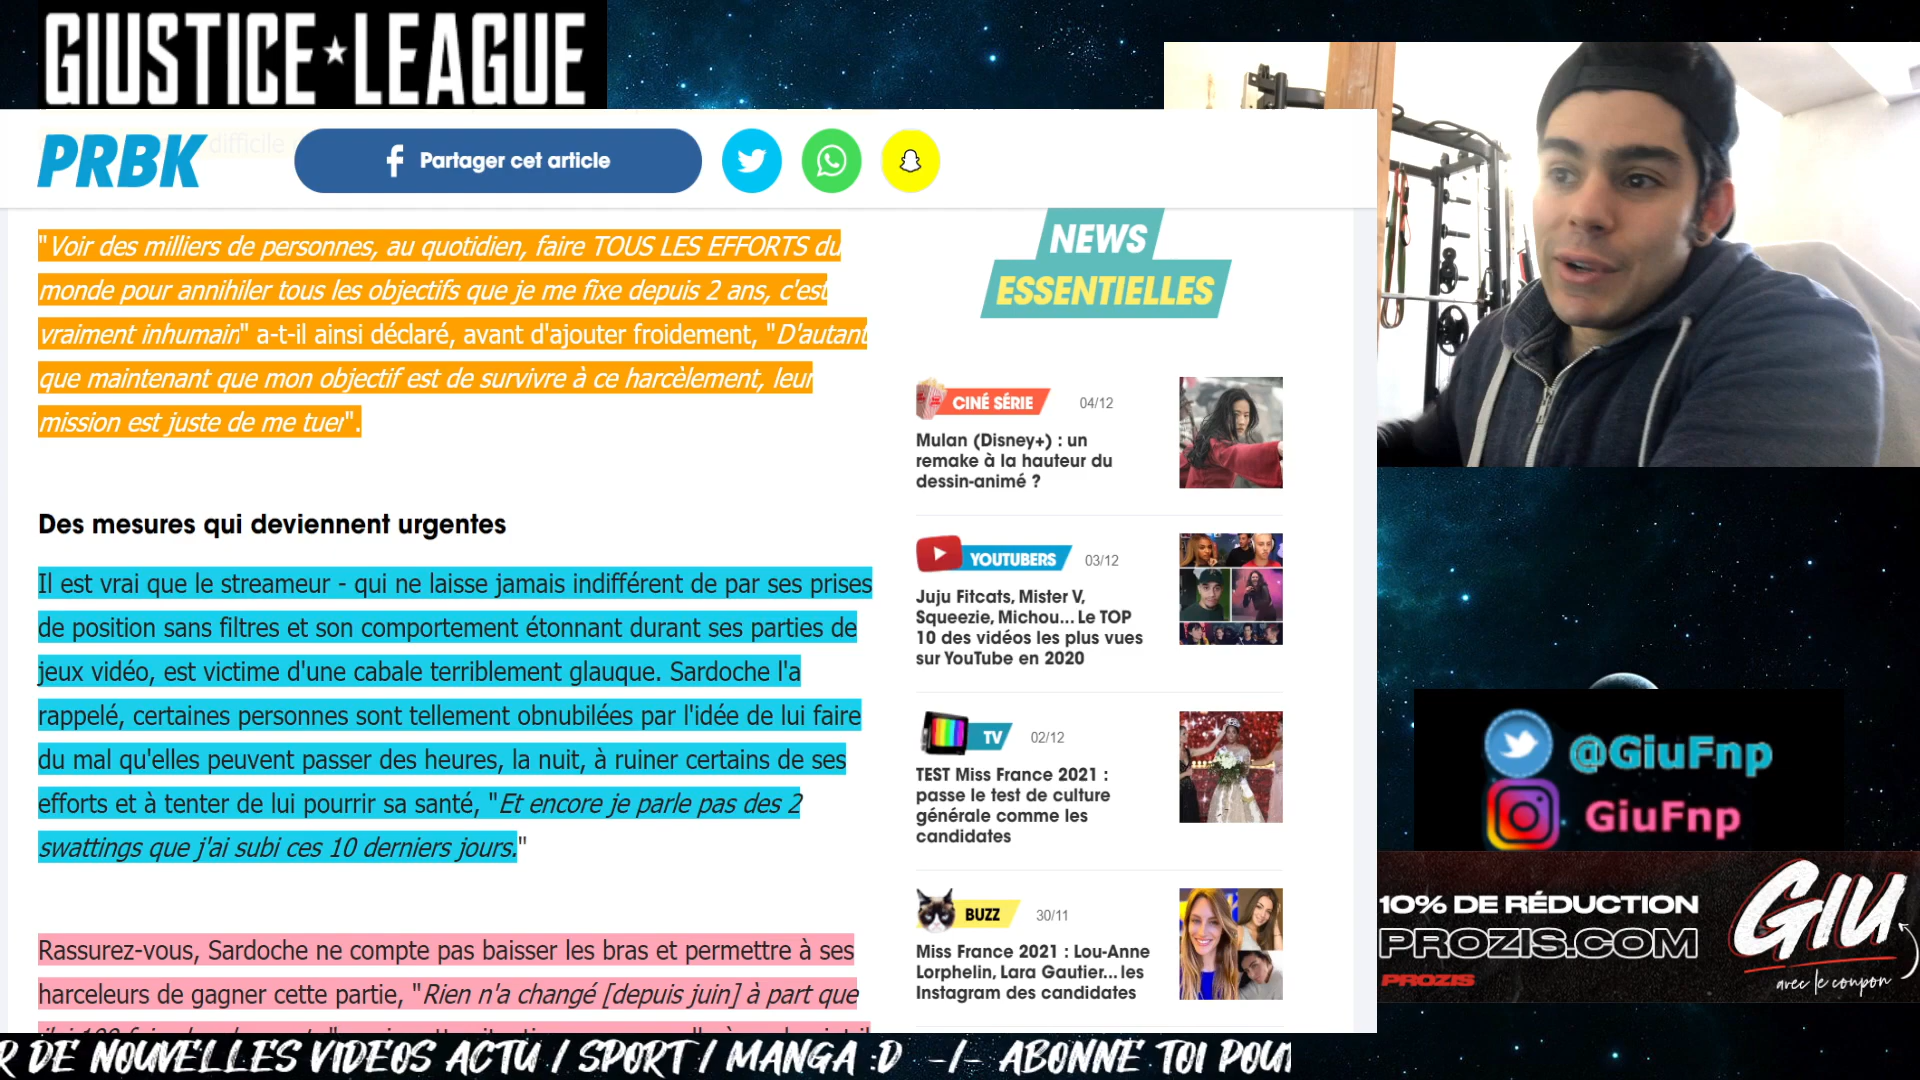 GIUSTICE★LEAGUE
PRBK
difficile
Partager cet article
"Voir des milliers de personnes, au quotidien, faire TOUS LES EFFORTS du
monde pour annihiler tous les objectifs que je me fixe depuis 2 ans, c'est
vraiment inhumain" a-t-il ainsi déclaré, avant d'ajouter froidement, "D'autant
que maintenant que mon objectif est de survivre à ce harcèlement, leur
mission est juste de me tuer".
Des mesures qui deviennent urgentes
Il est vrai que le streameur - qui ne laisse jamais indifférent de par ses prises
de position sans filtres et son comportement étonnant durant ses parties de
jeux vidéo, est victime d'une cabale terriblement glauque. Sardoche l'a
rappelé, certaines personnes sont tellement obnubilées par l'idée de lui faire
du mal qu'elles peuvent passer des heures, la nuit, à ruiner certains de ses
efforts et à tenter de lui pourrir sa santé, "Et encore je parle pas des 2
swattings que j'ai subi ces 10 derniers jours."
Rassurez-vous, Sardoche ne compte pas baisser les bras et permettre à ses
harceleurs de gagner cette partie, "Rien n'a changé [depuis juin] à part que
NEWS
ESSENTIELLES
CINÉ SÉRIE 04/12
Mulan (Disney+) : un
remake à la hauteur du
dessin-animé ?
YOUTUBERS 03/12
Juju Fitcats, Mister V,
Squeezie, Michou... Le TOP
10 des vidéos les plus vues
sur YouTube en 2020
TV 02/12
TEST Miss France 2021 :
passe le test de culture
générale comme les
candidates
BUZZ 30/11
Miss France 2021 : Lou-Anne
Lorphelin, Lara Gautier... les
Instagram des candidates
@GiuFnp
GiuFnp
10% DE RÉDUCTION
PROZIS.COM
PROZIS
GIU
avec le coupon
R DE NOUVELLES VIDEOS ACTU / SPORT / MANGA :D -/- ABONNE TOI POU